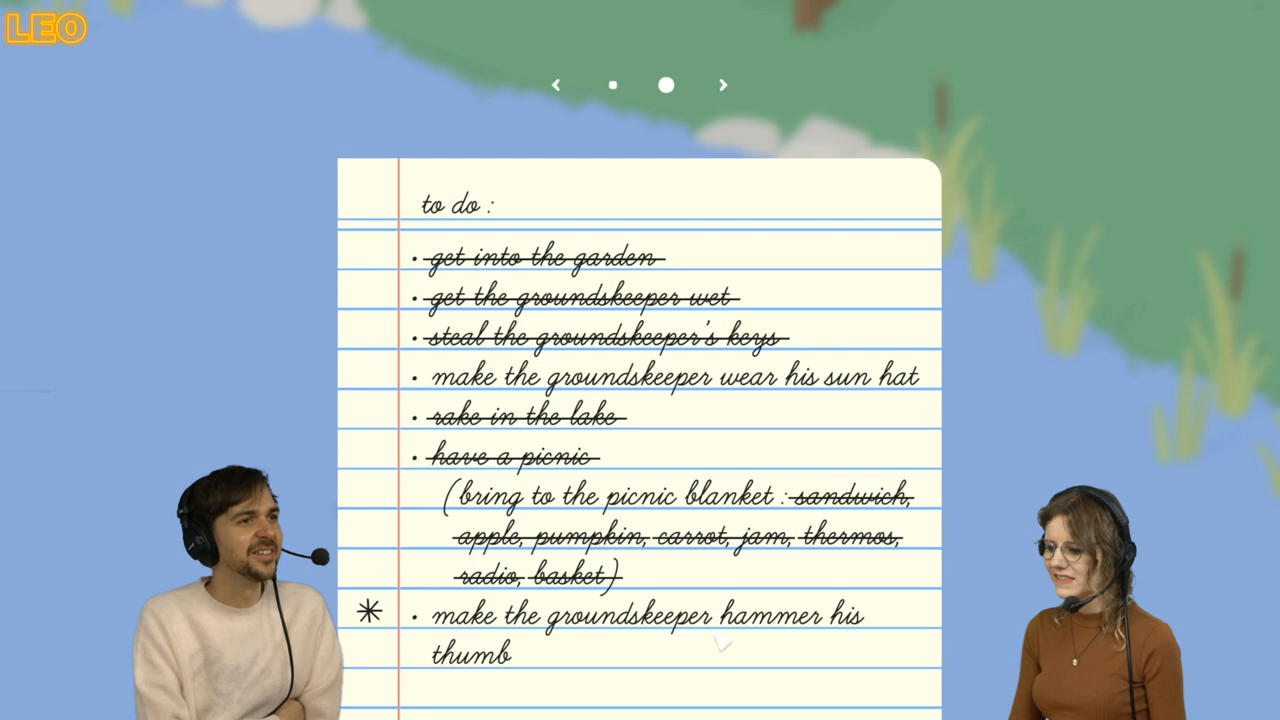 LEO
to do :
• get into the garden
• get the groundskeeper wet
• steal the groundskeeper's keys
• make the groundskeeper wear his sun hat
• rake in the lake
• have a picnic
(bring to the picnic blanket : sandwich,
apple, pumpkin, carrot, jam, thermos,
radio, basket)
* • make the groundskeeper hammer his
thumb